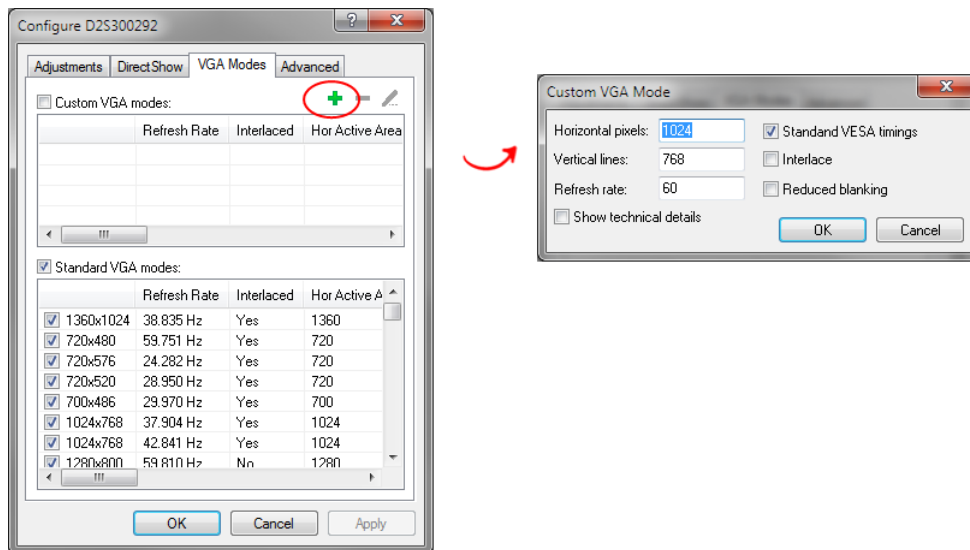 Configure D2S300292
Adjustments DirectShow VGA Modes Advanced
Custom VGA modes:
Refresh Rate Interlaced Hor Active Area
Standard VGA modes:
Refresh Rate Interlaced Hor Active A
1360x1024 38.835 Hz Yes 1360
720x480 59.751 Hz Yes 720
720x576 24.282 Hz Yes 720
720x520 28.950 Hz Yes 720
700x486 29.970 Hz Yes 700
1024x768 37.904 Hz Yes 1024
1024x768 42.841 Hz Yes 1024
1280x800 59.810 Hz No 1280
OK Cancel Apply
Custom VGA Mode
Horizontal pixels: 1024 Standard VESA timings
Vertical lines: 768 Interlace
Refresh rate: 60 Reduced blanking
Show technical details
OK Cancel